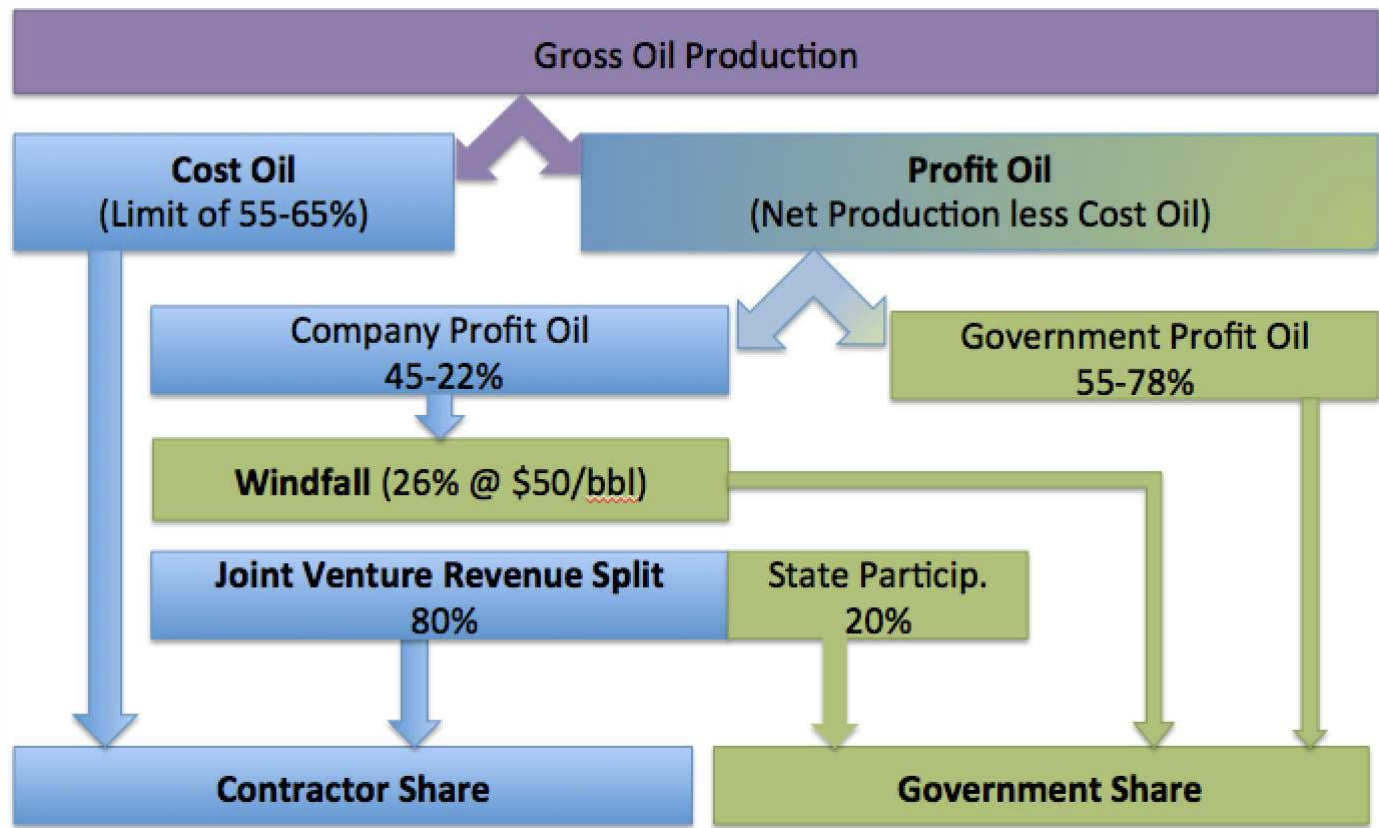 Gross Oil Production
Cost Oil
(Limit of 55-65%)
Profit Oil
(Net Production less Cost Oil)
Company Profit Oil
45-22%
Government Profit Oil
55-78%
Windfall (26% @ $50/bbl)
Joint Venture Revenue Split
80%
State Particip.
20%
Contractor Share
Government Share